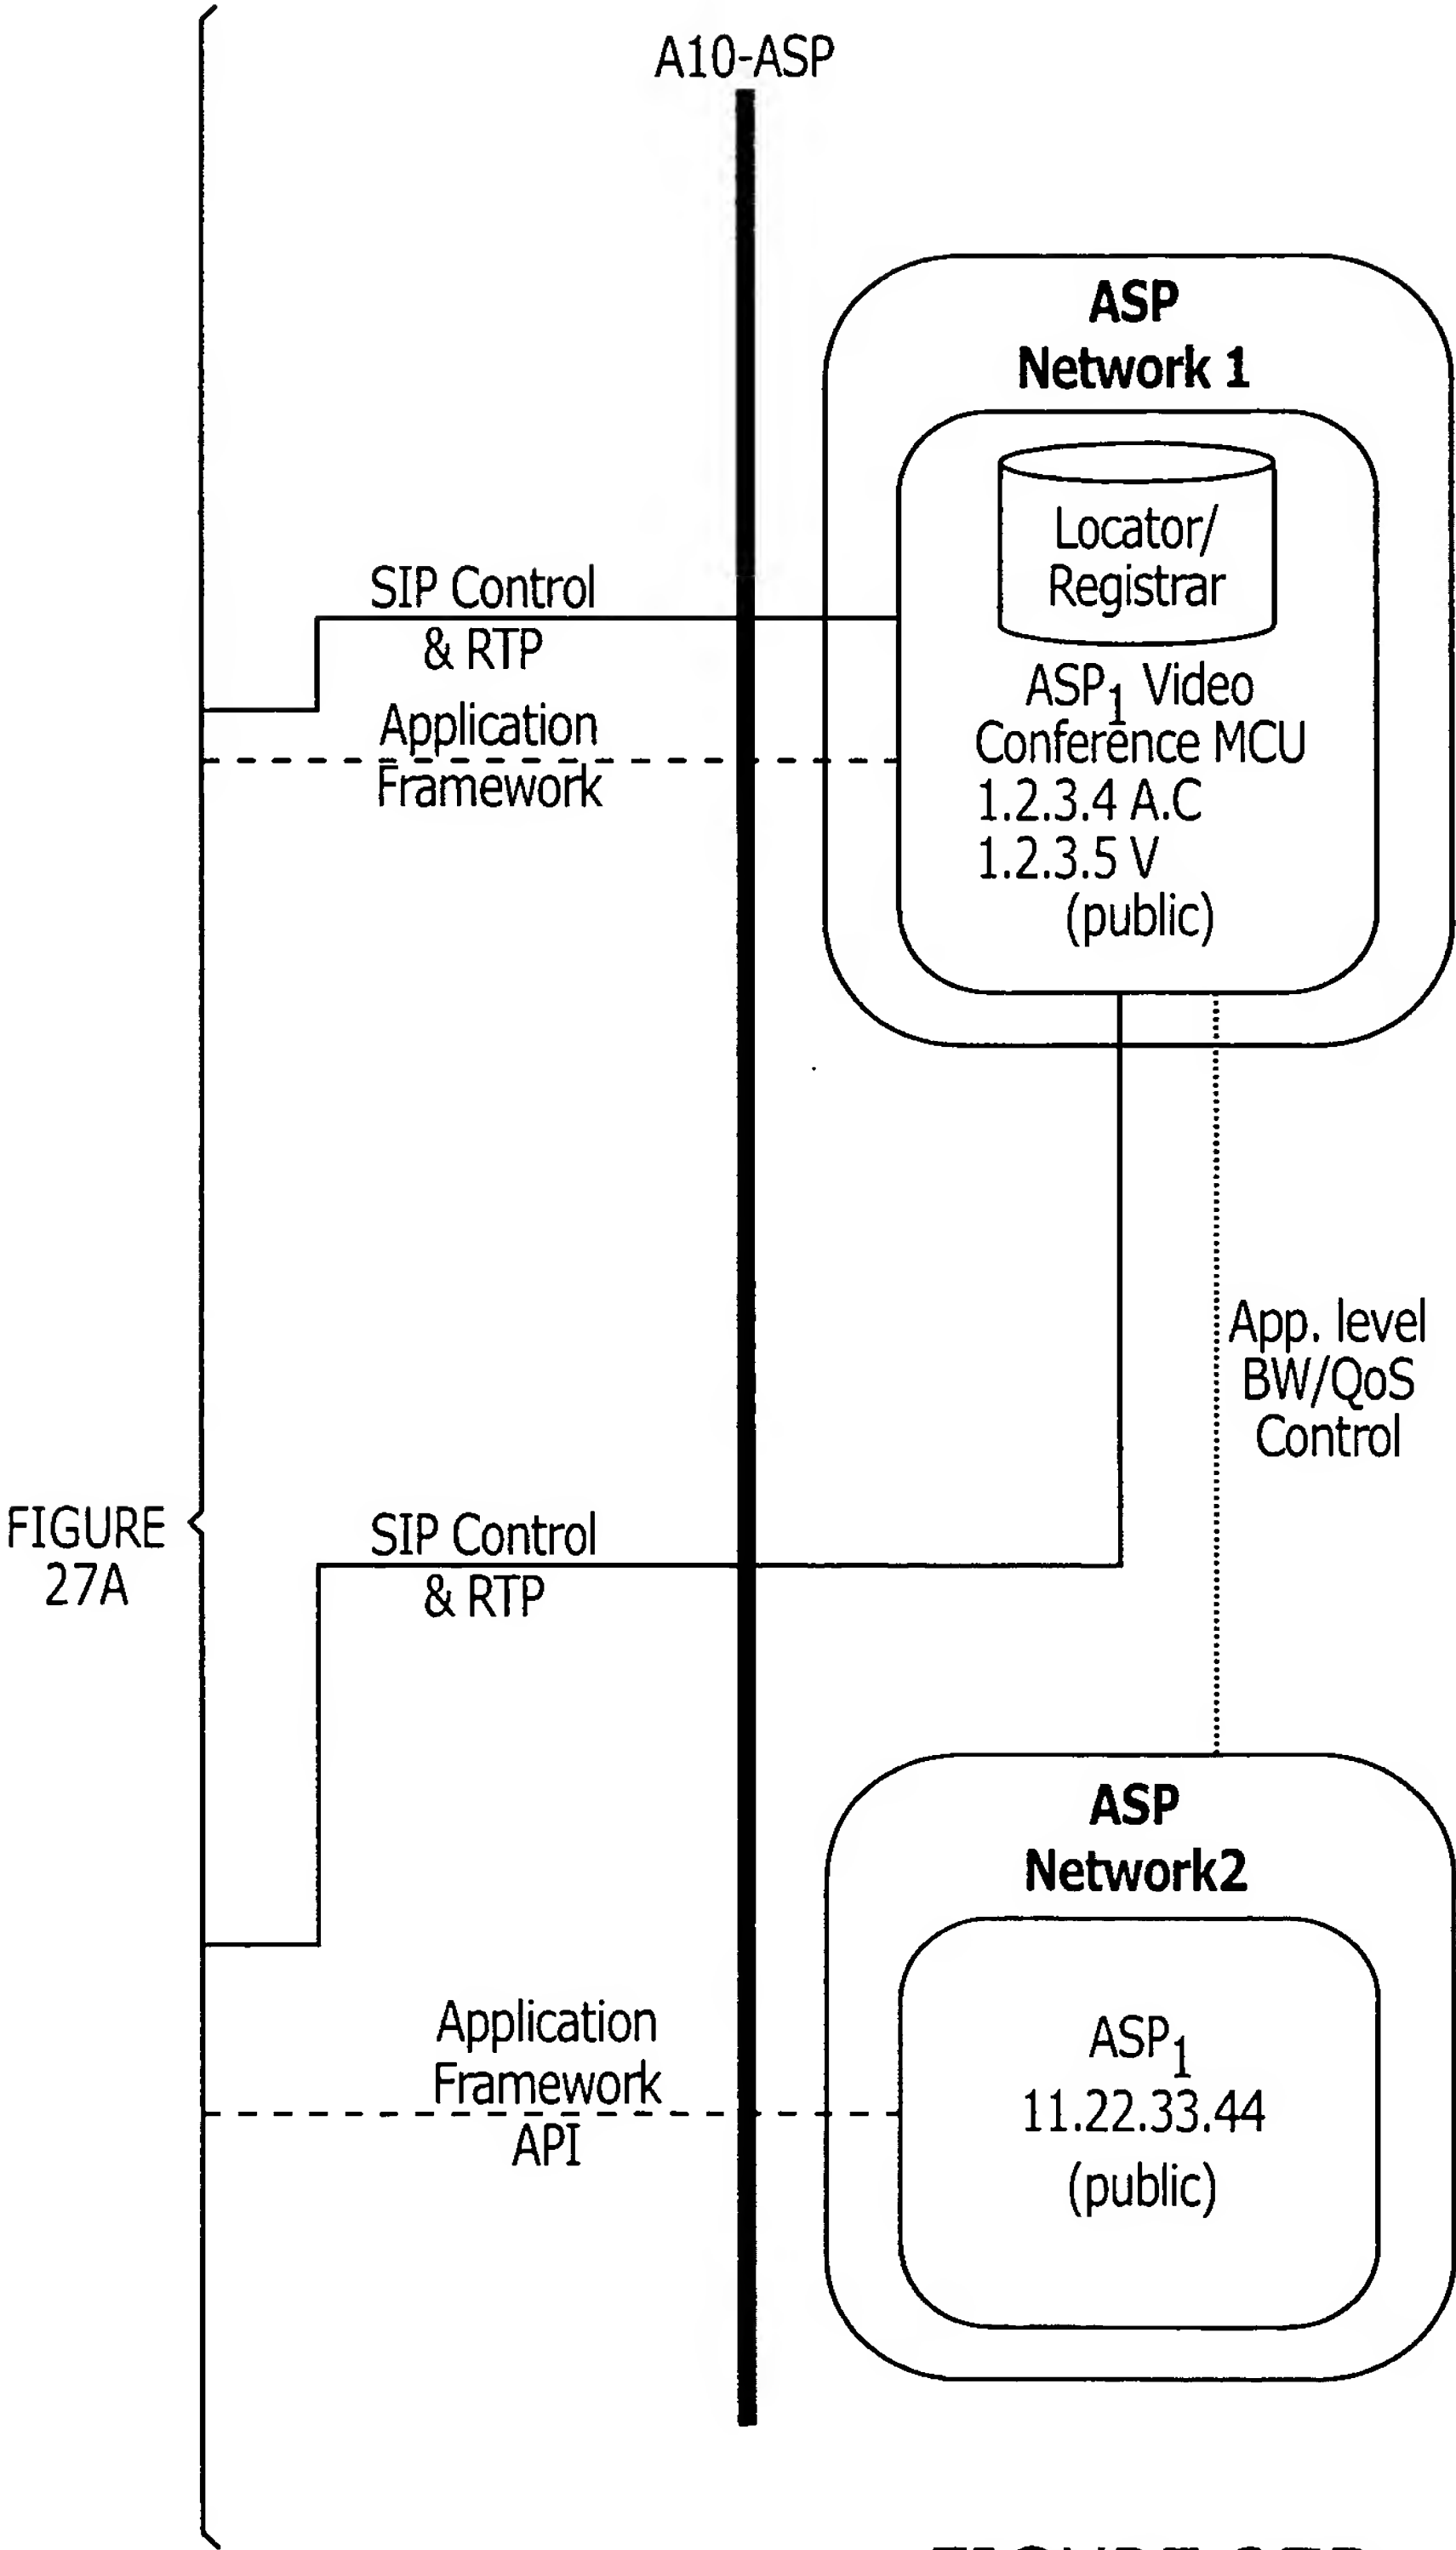 A10-ASP
ASP
Network 1
Locator/
Registrar
SIP Control
& RTP
ASP1 Video
Conference MCU
1.2.3.4 A.C
1.2.3.5 V
(public)
Application
Framework
App. level
BW/QoS
Control
FIGURE
27A
SIP Control
& RTP
ASP
Network2
Application
Framework
API
ASP1
11.22.33.44
(public)